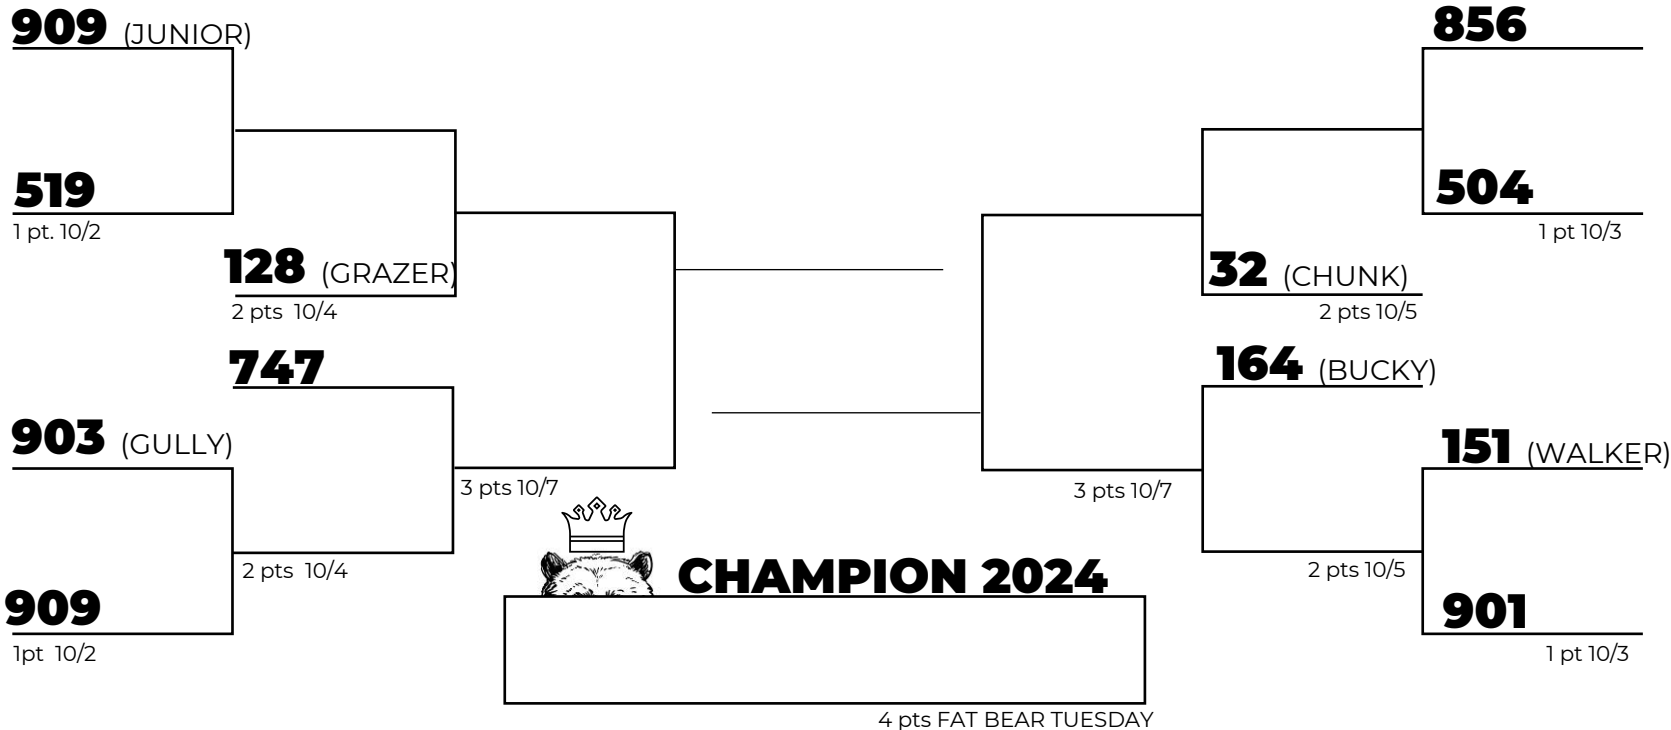 909 (JUNIOR)
519
1 pt. 10/2
128 (GRAZER)
2 pts 10/4
747
903 (GULLY)
2 pts 10/4
909
1pt 10/2
3 pts 10/7
856
504
1 pt 10/3
32 (CHUNK)
2 pts 10/5
164 (BUCKY)
151 (WALKER)
3 pts 10/7
2 pts 10/5
901
1 pt 10/3
CHAMPION 2024
4 pts FAT BEAR TUESDAY